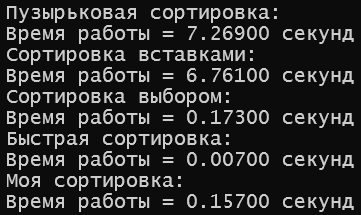 Пузырьковая сортировка:
Время работы = 7.26900 секунд
Сортировка вставками:
Время работы = 6.76100 секунд
Сортировка выбором:
Время работы = 0.17300 секунд
Быстрая сортировка:
Время работы = 0.00700 секунд
Моя сортировка:
Время работы = 0.15700 секунд